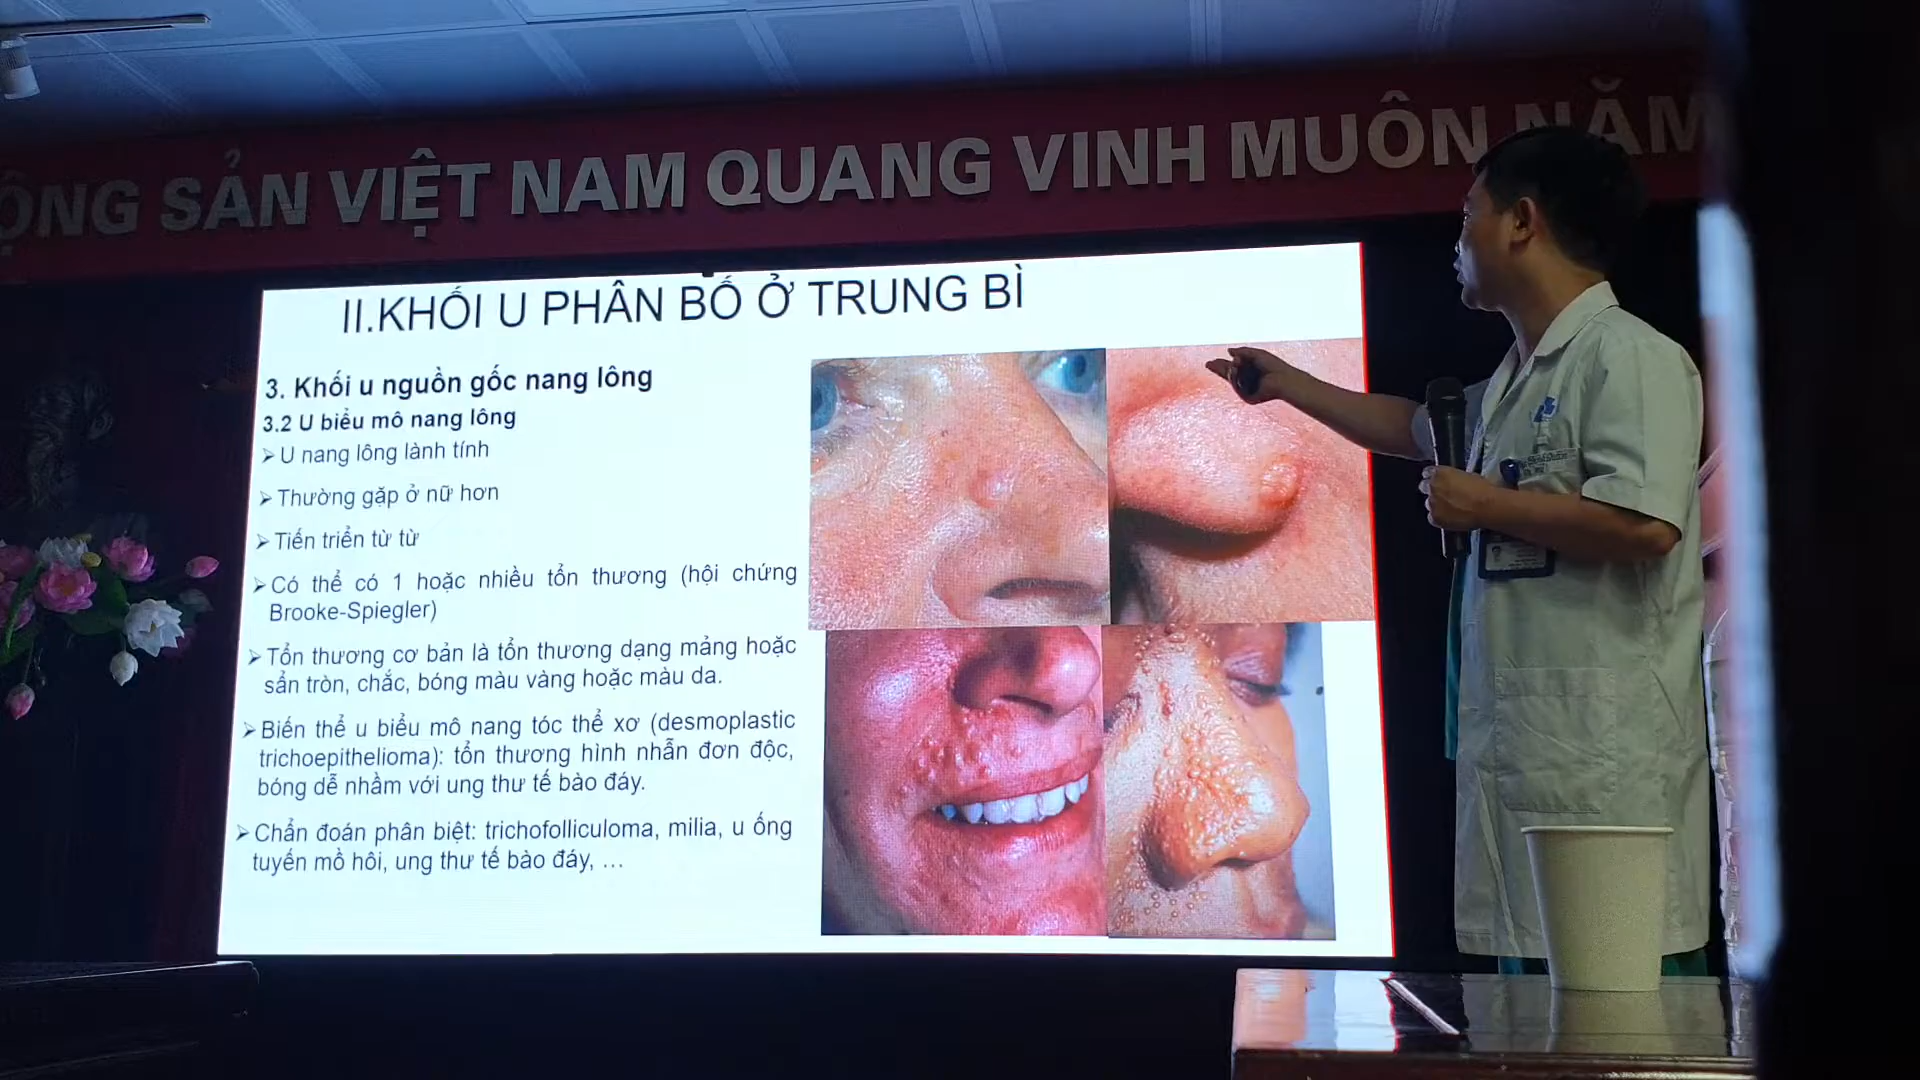 ỘNG SẢN VIỆT NAM QUANG VINH MUÔN NĂM
II.KHỐI U PHÂN BỐ Ở TRUNG BÌ
3. Khối u nguồn gốc nang lông
3.2 U biểu mô nang lông
➢ U nang lông lành tính
➢ Thường gặp ở nữ hơn
➢ Tiến triển từ từ
➢ Có thể có 1 hoặc nhiều tổn thương (hội chứng
Brooke-Spiegler)
➢ Tổn thương cơ bản là tổn thương dạng mảng hoặc
sẩn tròn, chắc, bóng màu vàng hoặc màu da.
➢ Biến thể u biểu mô nang tóc thể xơ (desmoplastic
trichoepithelioma): tổn thương hình nhẫn đơn độc,
bóng dễ nhầm với ung thư tế bào đáy.
➢ Chẩn đoán phân biệt: trichofolliculoma, milia, u ống
tuyến mồ hôi, ung thư tế bào đáy, …